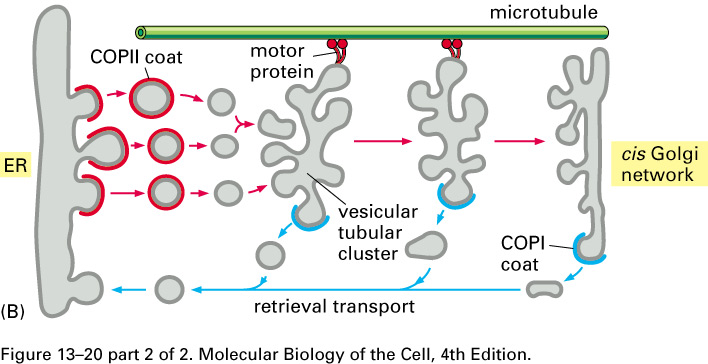 microtubule
COPII coat
motor
protein
ER
cis Golgi
network
vesicular
tubular
cluster
COPI
coat
retrieval transport
(B)
Figure 13–20 part 2 of 2. Molecular Biology of the Cell, 4th Edition.